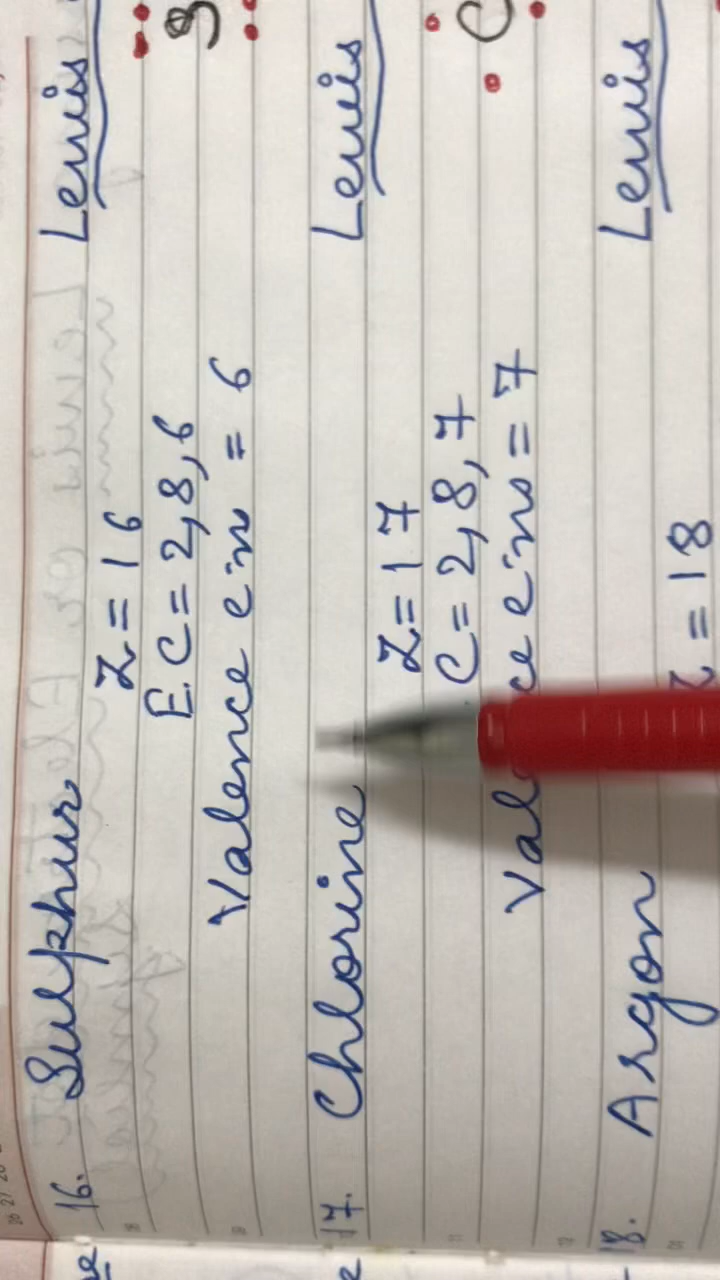 16. Sulphur Lewis
Z = 16
E.C = 2,8,6
Valence e⁻ns = 6
S
17. Chlorine Lewis
Z = 17
C = 2,8,7
Valence e⁻ns = 7
C
18. Argon Lewis
Z = 18